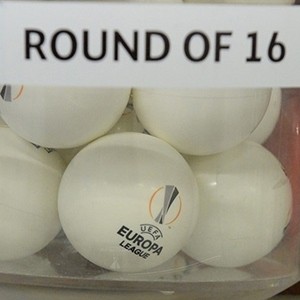 ROUND OF 16
UEFA
EUROPA
LEAGUE